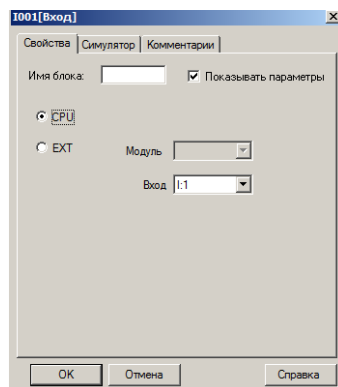 I001[Вход]
Свойства Симулятор Комментарии
Имя блока: Показывать параметры
CPU
EXT Модуль
Вход I:1
OK Отмена Справка